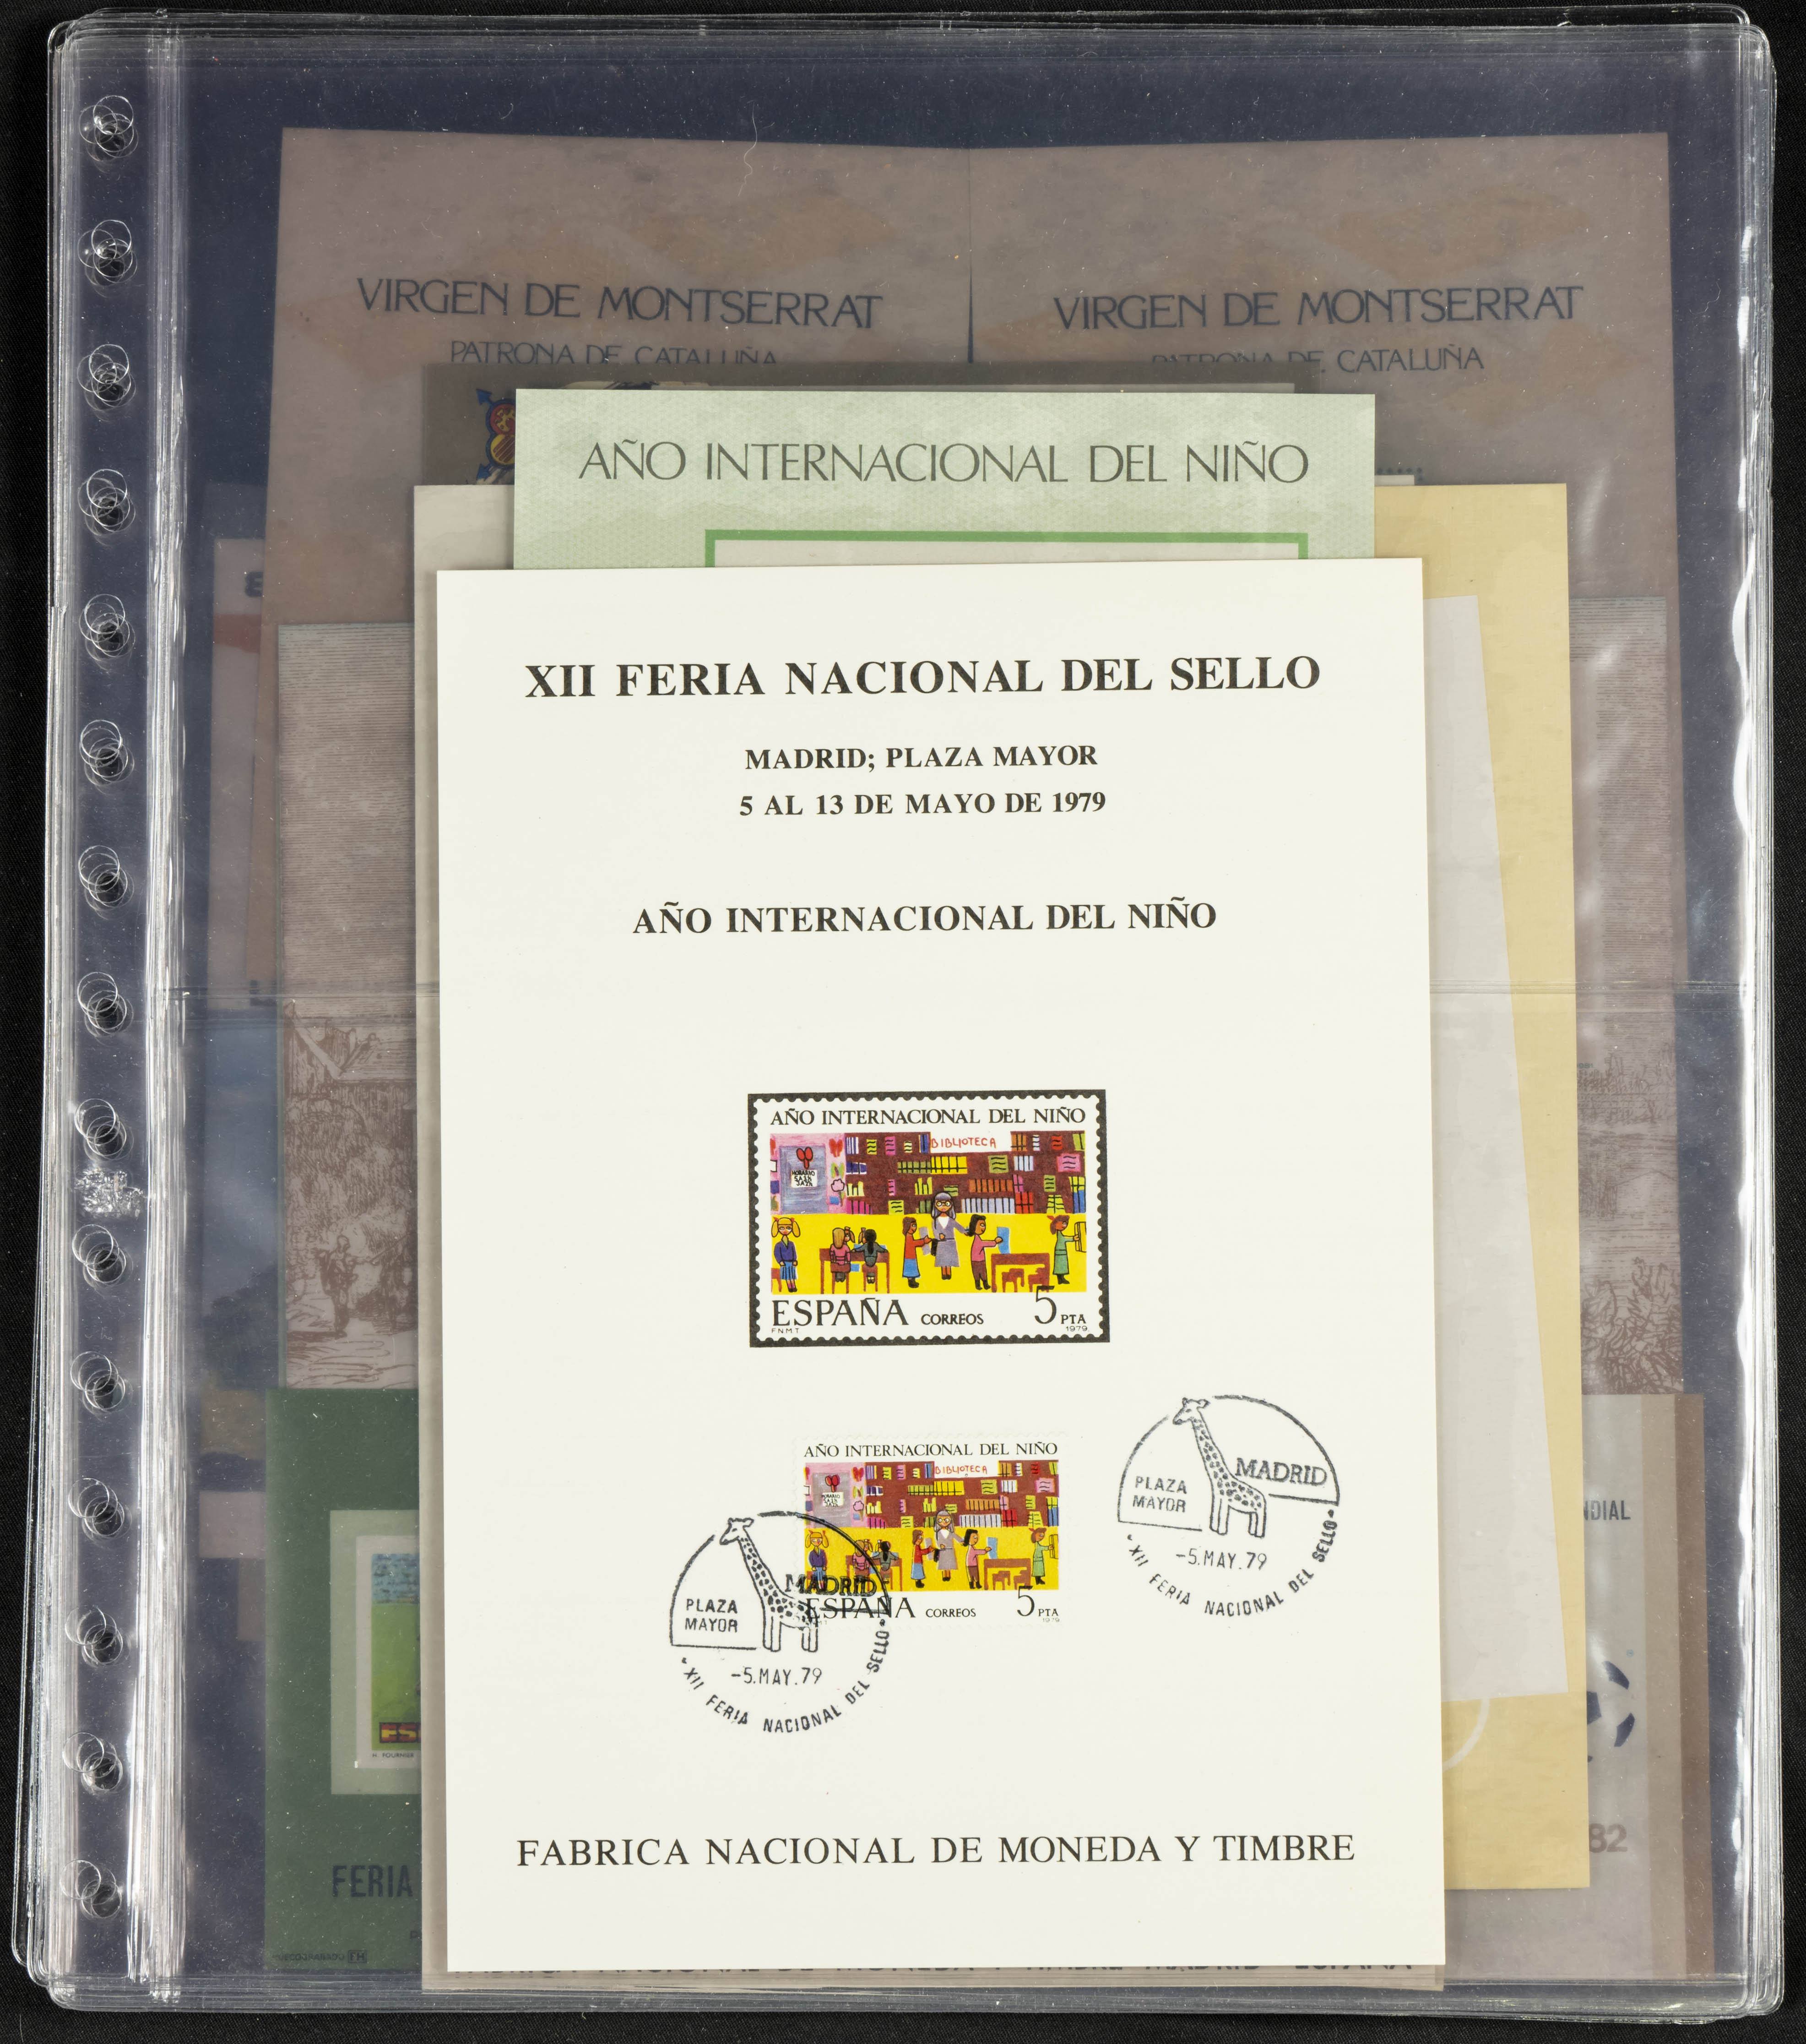 VIRGEN DE MONTSERRAT
PATRONA DE CATALUÑA
VIRGEN DE MONTSERRAT
PATRONA DE CATALUÑA
AÑO INTERNACIONAL DEL NIÑO
XII FERIA NACIONAL DEL SELLO
MADRID; PLAZA MAYOR
5 AL 13 DE MAYO DE 1979
AÑO INTERNACIONAL DEL NIÑO
AÑO INTERNACIONAL DEL NIÑO
BIBLIOTECA
ESPAÑA CORREOS 5 PTA
FNMT 1979
AÑO INTERNACIONAL DEL NIÑO
BIBLIOTECA
ESPAÑA CORREOS 5 PTA
1979
PLAZA MAYOR
MADRID
-5.MAY.79
XII FERIA NACIONAL DEL SELLO
PLAZA MAYOR
MADRID
-5.MAY.79
XII FERIA NACIONAL DEL SELLO
FABRICA NACIONAL DE MONEDA Y TIMBRE
NDIAL
82
ES
H. FOURNIER
FERIA